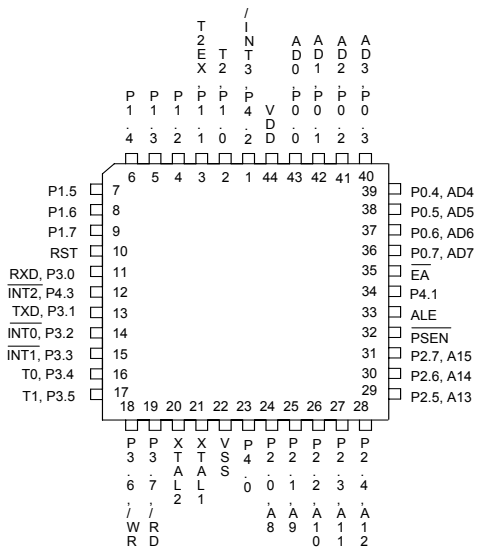 P1.4
P1.3
P1.2
T2EX, P1.1
T2, P1.0
/INT3, P4.2
VDD
AD0, P0.0
AD1, P0.1
AD2, P0.2
AD3, P0.3
6 5 4 3 2 1 44 43 42 41 40
P1.5 7
P1.6 8
P1.7 9
RST 10
RXD, P3.0 11
INT2, P4.3 12
TXD, P3.1 13
INT0, P3.2 14
INT1, P3.3 15
T0, P3.4 16
T1, P3.5 17
39 P0.4, AD4
38 P0.5, AD5
37 P0.6, AD6
36 P0.7, AD7
35 EA
34 P4.1
33 ALE
32 PSEN
31 P2.7, A15
30 P2.6, A14
29 P2.5, A13
18 19 20 21 22 23 24 25 26 27 28
P3.6, /WR
P3.7, /RD
XTAL2
XTAL1
VSS
P4.0
P2.0, A8
P2.1, A9
P2.2, A10
P2.3, A11
P2.4, A12